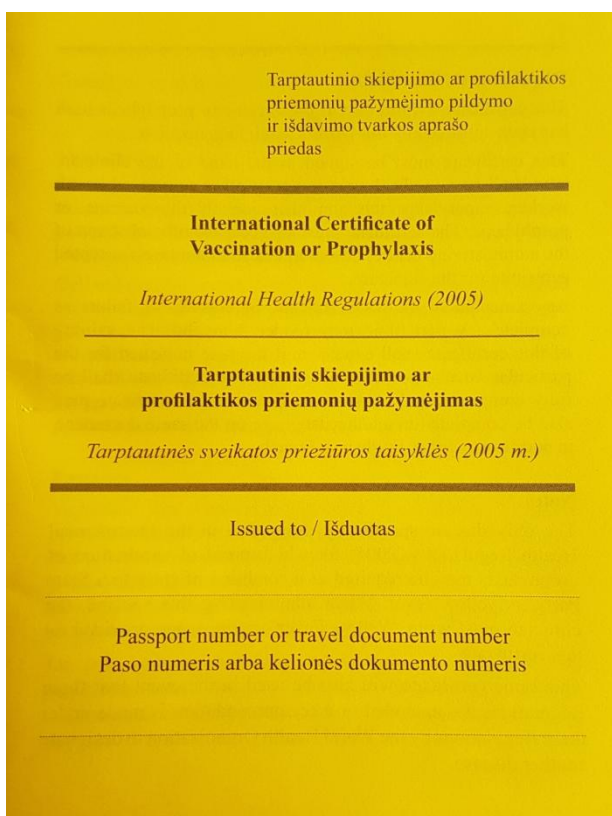 Tarptautinio skiepijimo ar profilaktikos
priemonių pažymėjimo pildymo
ir išdavimo tvarkos aprašo
priedas
International Certificate of
Vaccination or Prophylaxis
International Health Regulations (2005)
Tarptautinis skiepijimo ar
profilaktikos priemonių pažymėjimas
Tarptautinės sveikatos priežiūros taisyklės (2005 m.)
Issued to / Išduotas
Passport number or travel document number
Paso numeris arba kelionės dokumento numeris